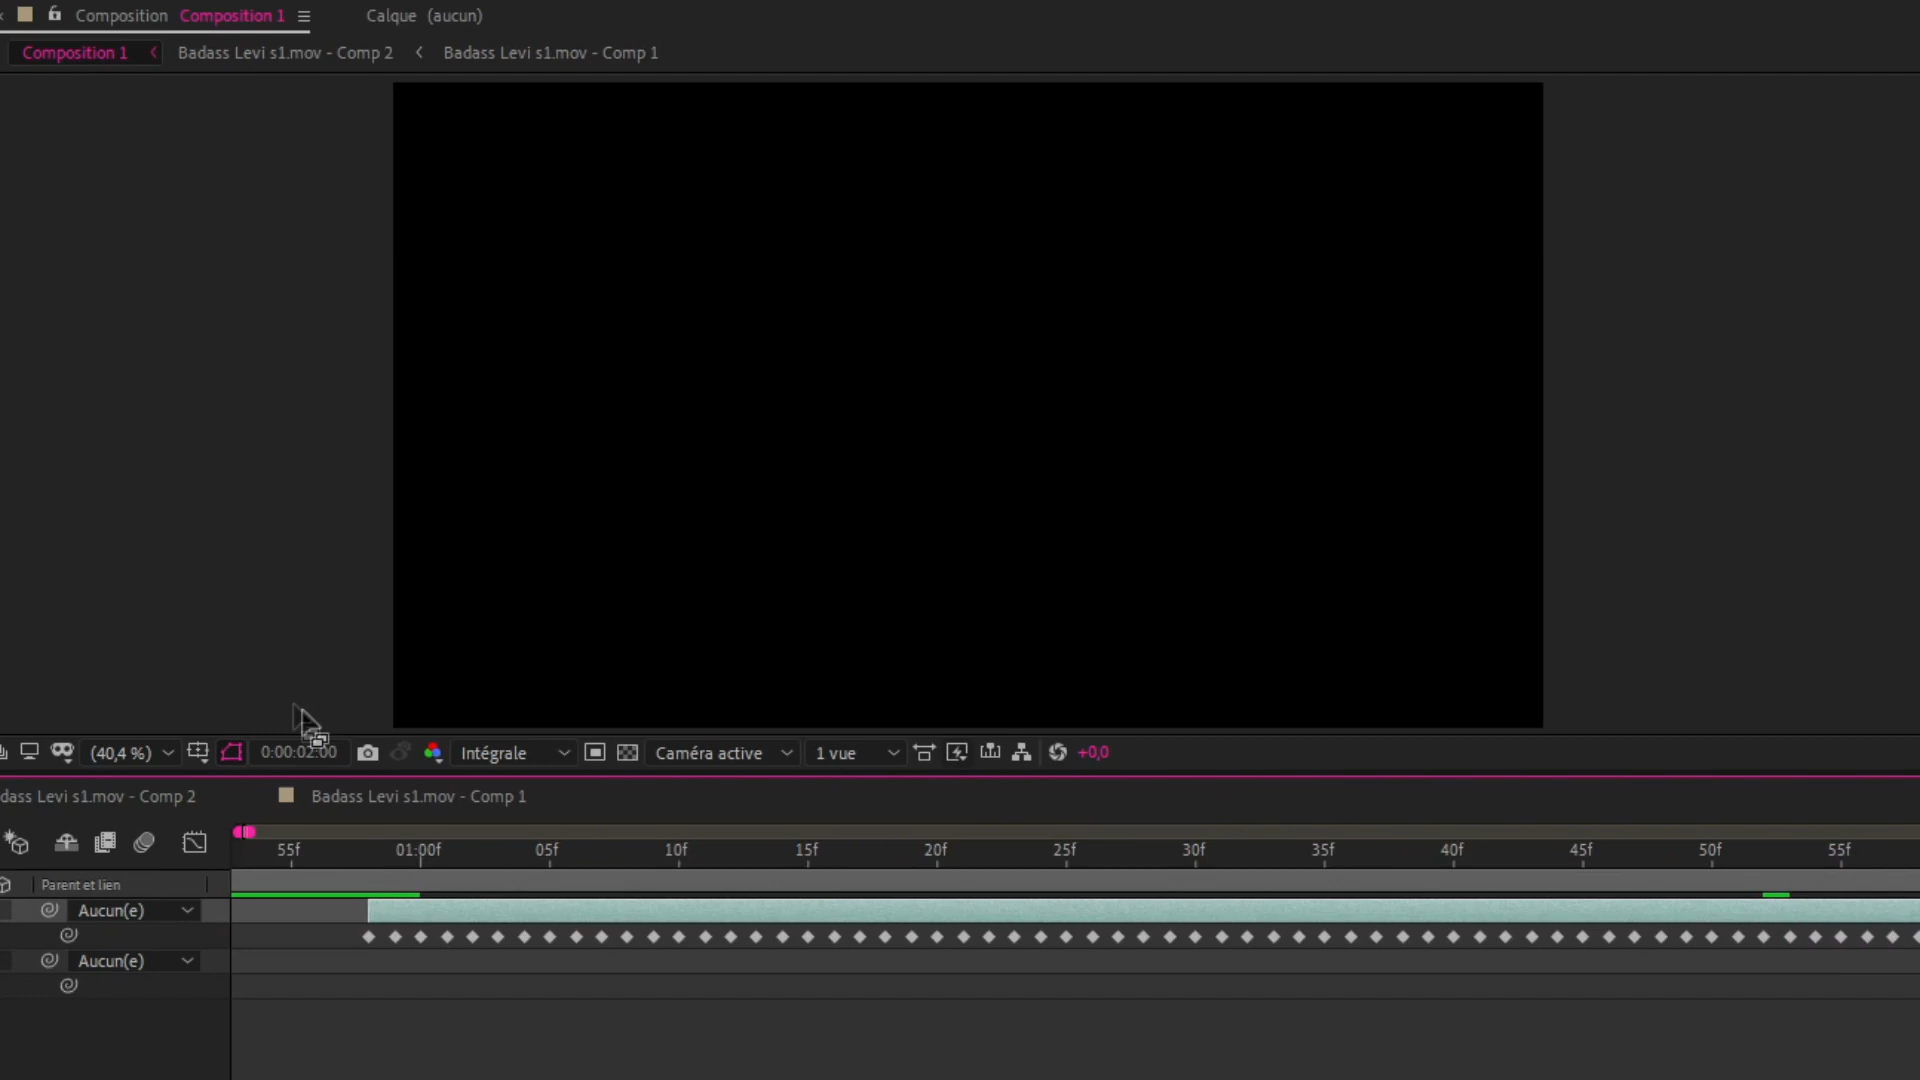 Composition Composition 1 Calque (aucun)
Composition 1 Badass Levi s1.mov - Comp 2 Badass Levi s1.mov - Comp 1
(40,4 %) 0:00:02:00 Intégrale Caméra active 1 vue +0,0
dass Levi s1.mov - Comp 2 Badass Levi s1.mov - Comp 1
55f 01:00f 05f 10f 15f 20f 25f 30f 35f 40f 45f 50f 55f
Parent et lien
Aucun(e)
Aucun(e)